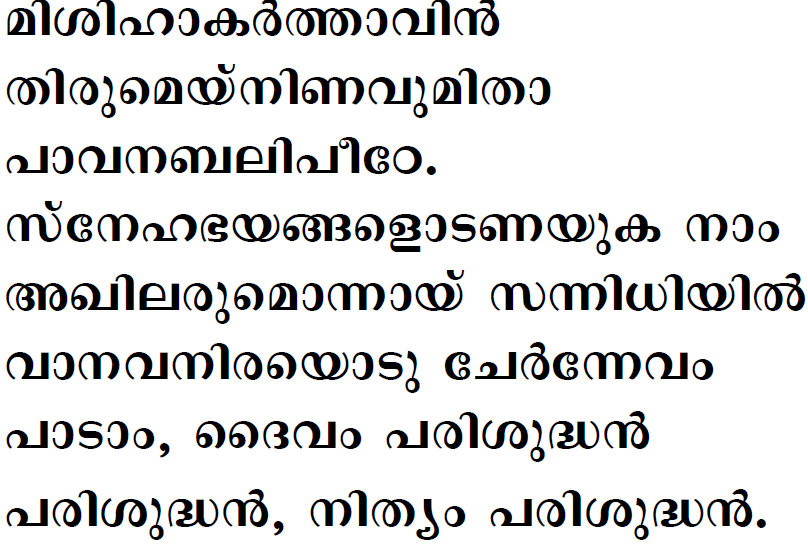 മിശിഹാകർത്താവിൻ
തിരുമെയ്നിണവുമിതാ
പാവനബലിപീഠേ.
സ്നേഹഭയങ്ങളൊടണയുക നാം
അഖിലരുമൊന്നായ് സന്നിധിയിൽ
വാനവനിരയൊടു ചേർന്നേവം
പാടാം, ദൈവം പരിശുദ്ധൻ
പരിശുദ്ധൻ, നിത്യം പരിശുദ്ധൻ.